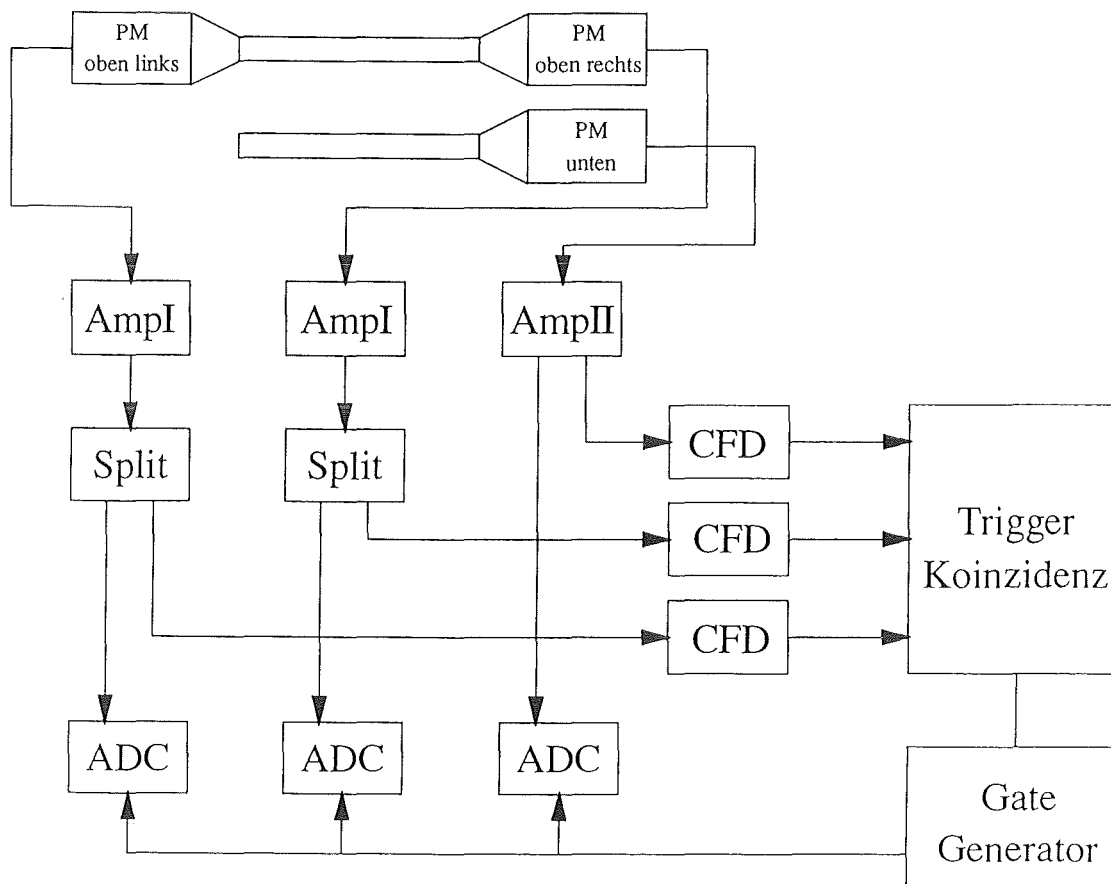 PM
oben links
PM
oben rechts
PM
unten
AmpI
AmpI
AmpII
Split
Split
CFD
CFD
CFD
Trigger
Koinzidenz
ADC
ADC
ADC
Gate
Generator